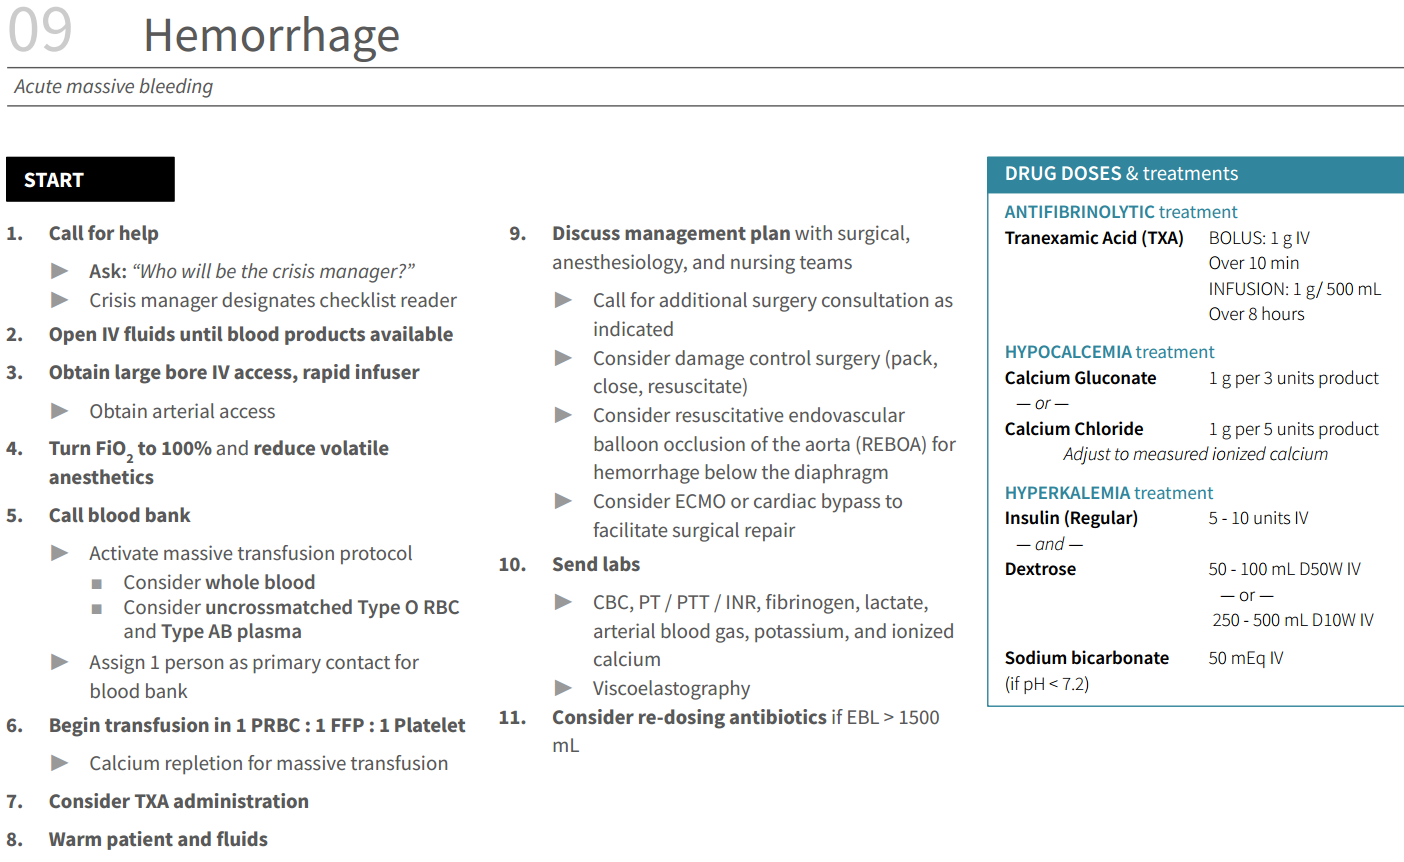 09 Hemorrhage
Acute massive bleeding
START
1. Call for help
▶ Ask: “Who will be the crisis manager?”
▶ Crisis manager designates checklist reader
2. Open IV fluids until blood products available
3. Obtain large bore IV access, rapid infuser
▶ Obtain arterial access
4. Turn FiO2 to 100% and reduce volatile
anesthetics
5. Call blood bank
▶ Activate massive transfusion protocol
■ Consider whole blood
■ Consider uncrossmatched Type O RBC
and Type AB plasma
▶ Assign 1 person as primary contact for
blood bank
6. Begin transfusion in 1 PRBC : 1 FFP : 1 Platelet
▶ Calcium repletion for massive transfusion
7. Consider TXA administration
8. Warm patient and fluids
9. Discuss management plan with surgical,
anesthesiology, and nursing teams
▶ Call for additional surgery consultation as
indicated
▶ Consider damage control surgery (pack,
close, resuscitate)
▶ Consider resuscitative endovascular
balloon occlusion of the aorta (REBOA) for
hemorrhage below the diaphragm
▶ Consider ECMO or cardiac bypass to
facilitate surgical repair
10. Send labs
▶ CBC, PT / PTT / INR, fibrinogen, lactate,
arterial blood gas, potassium, and ionized
calcium
▶ Viscoelastography
11. Consider re-dosing antibiotics if EBL > 1500
mL
DRUG DOSES & treatments
ANTIFIBRINOLYTIC treatment
Tranexamic Acid (TXA) BOLUS: 1 g IV
Over 10 min
INFUSION: 1 g/ 500 mL
Over 8 hours
HYPOCALCEMIA treatment
Calcium Gluconate 1 g per 3 units product
— or —
Calcium Chloride 1 g per 5 units product
Adjust to measured ionized calcium
HYPERKALEMIA treatment
Insulin (Regular) 5 - 10 units IV
— and —
Dextrose 50 - 100 mL D50W IV
— or —
250 - 500 mL D10W IV
Sodium bicarbonate 50 mEq IV
(if pH < 7.2)